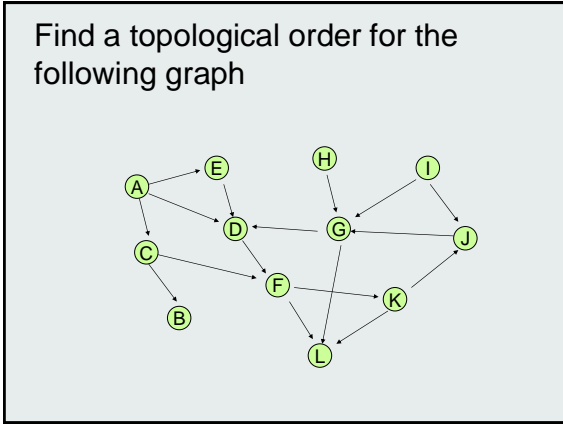 Find a topological order for the
following graph
E
H
I
A
D
G
J
C
F
K
B
L